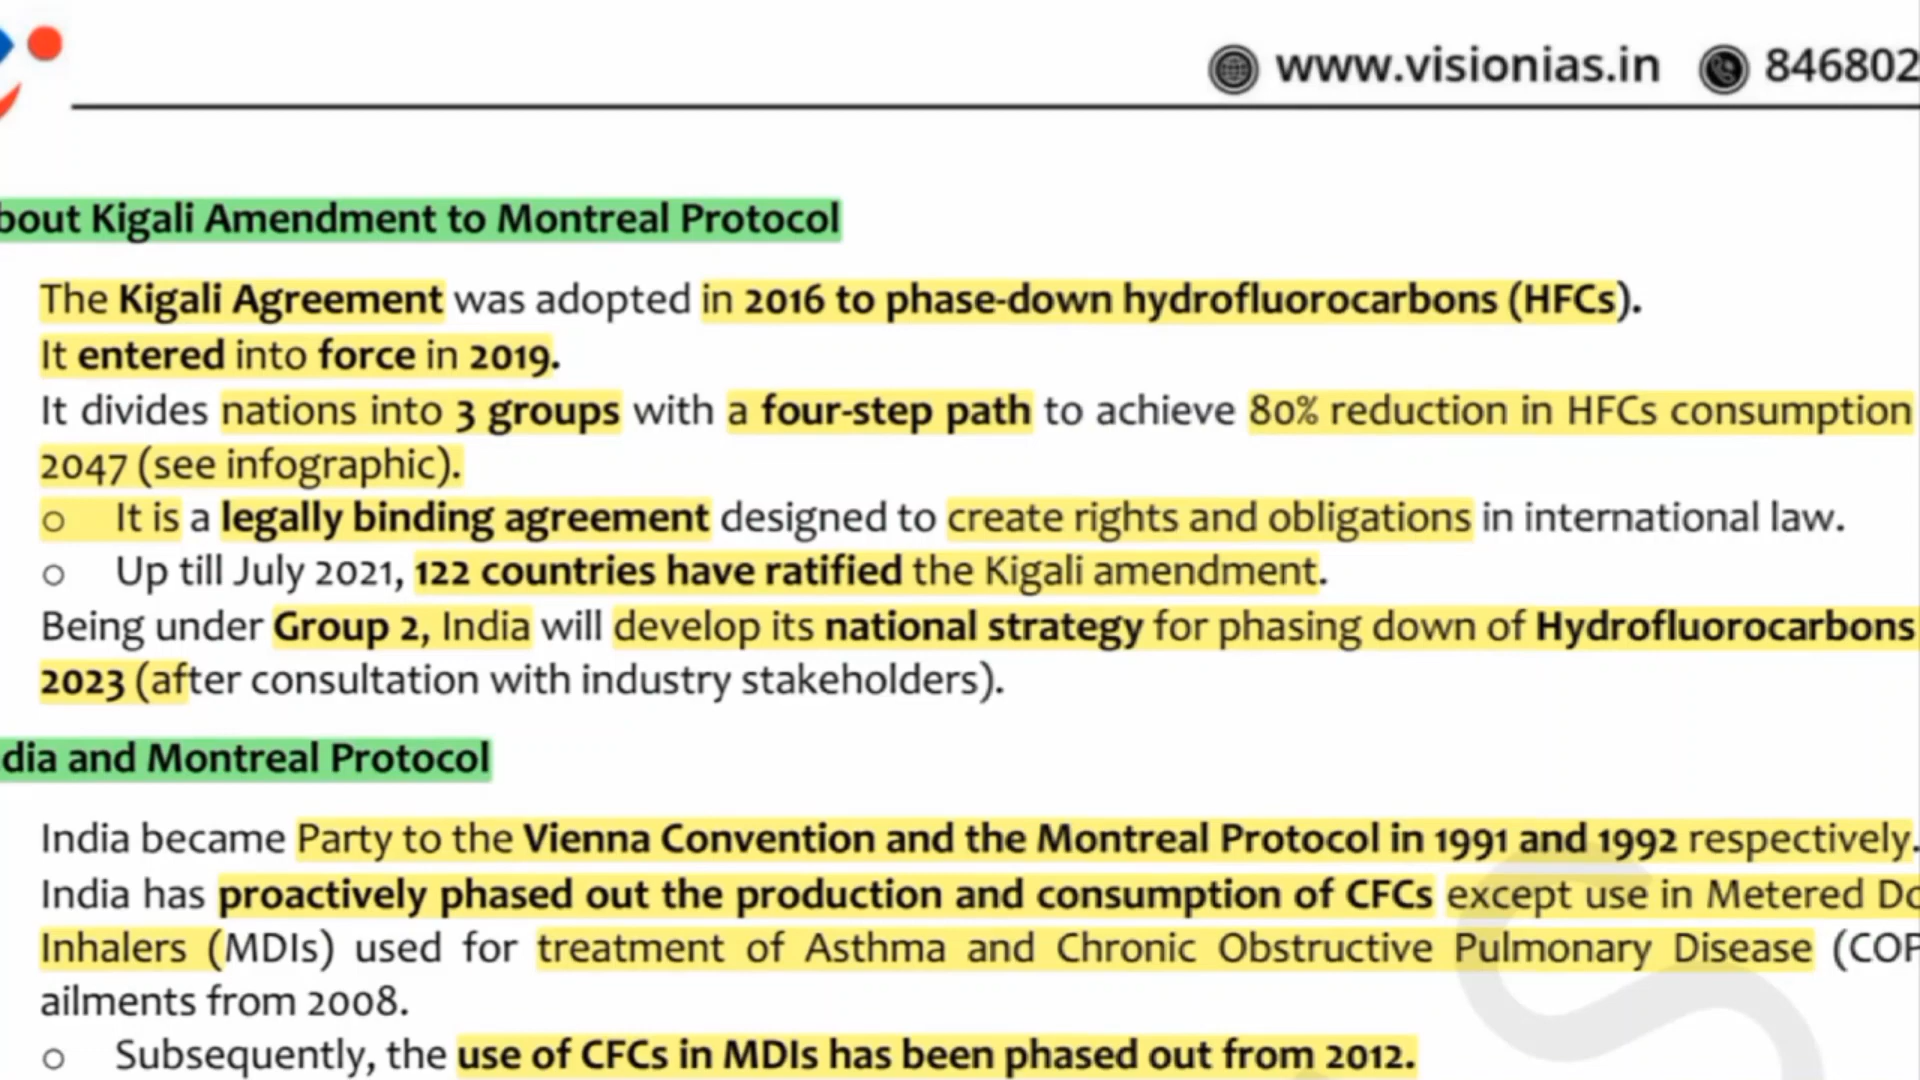 www.visionias.in 846802
bout Kigali Amendment to Montreal Protocol
The Kigali Agreement was adopted in 2016 to phase-down hydrofluorocarbons (HFCs).
It entered into force in 2019.
It divides nations into 3 groups with a four-step path to achieve 80% reduction in HFCs consumption
2047 (see infographic).
o It is a legally binding agreement designed to create rights and obligations in international law.
o Up till July 2021, 122 countries have ratified the Kigali amendment.
Being under Group 2, India will develop its national strategy for phasing down of Hydrofluorocarbons
2023 (after consultation with industry stakeholders).
dia and Montreal Protocol
India became Party to the Vienna Convention and the Montreal Protocol in 1991 and 1992 respectively.
India has proactively phased out the production and consumption of CFCs except use in Metered Do
Inhalers (MDIs) used for treatment of Asthma and Chronic Obstructive Pulmonary Disease (COP
ailments from 2008.
o Subsequently, the use of CFCs in MDIs has been phased out from 2012.